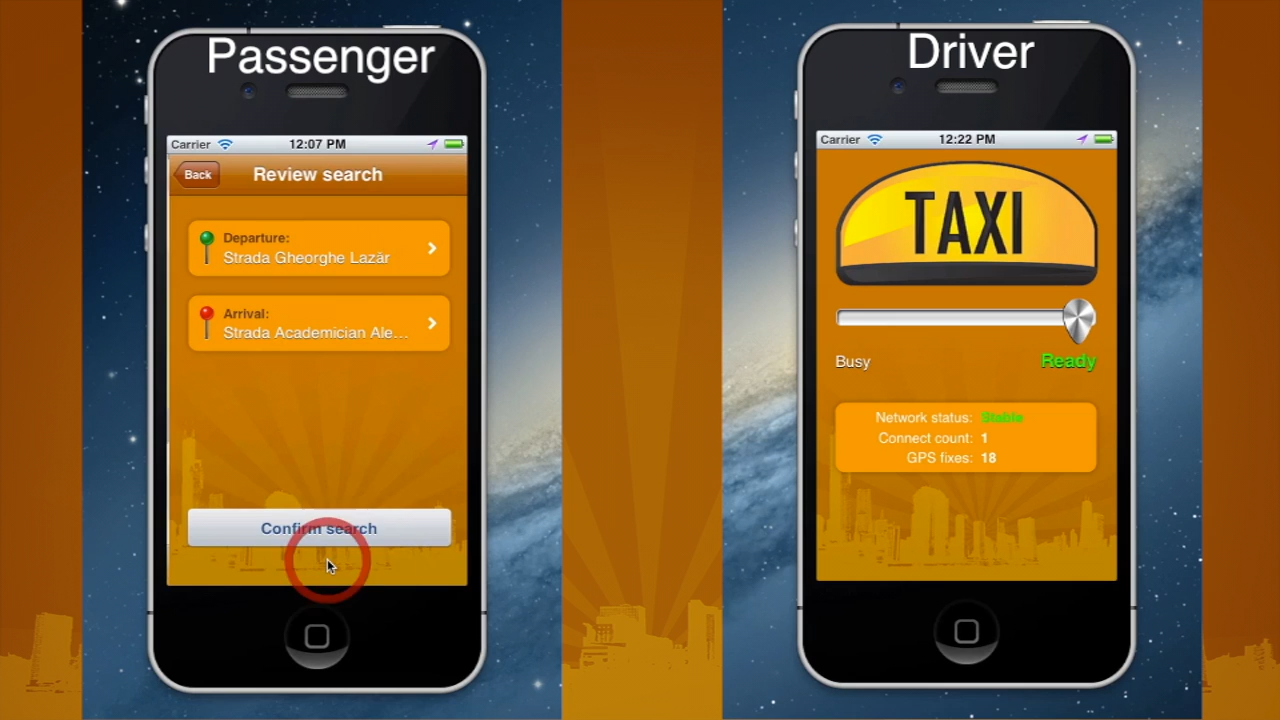 Passenger
Carrier 12:07 PM
Back
Review search
Departure:
Strada Gheorghe Lazăr
Arrival:
Strada Academician Ale...
Confirm search
Driver
Carrier 12:22 PM
TAXI
Busy
Ready
Network status: Stable
Connect count: 1
GPS fixes: 18